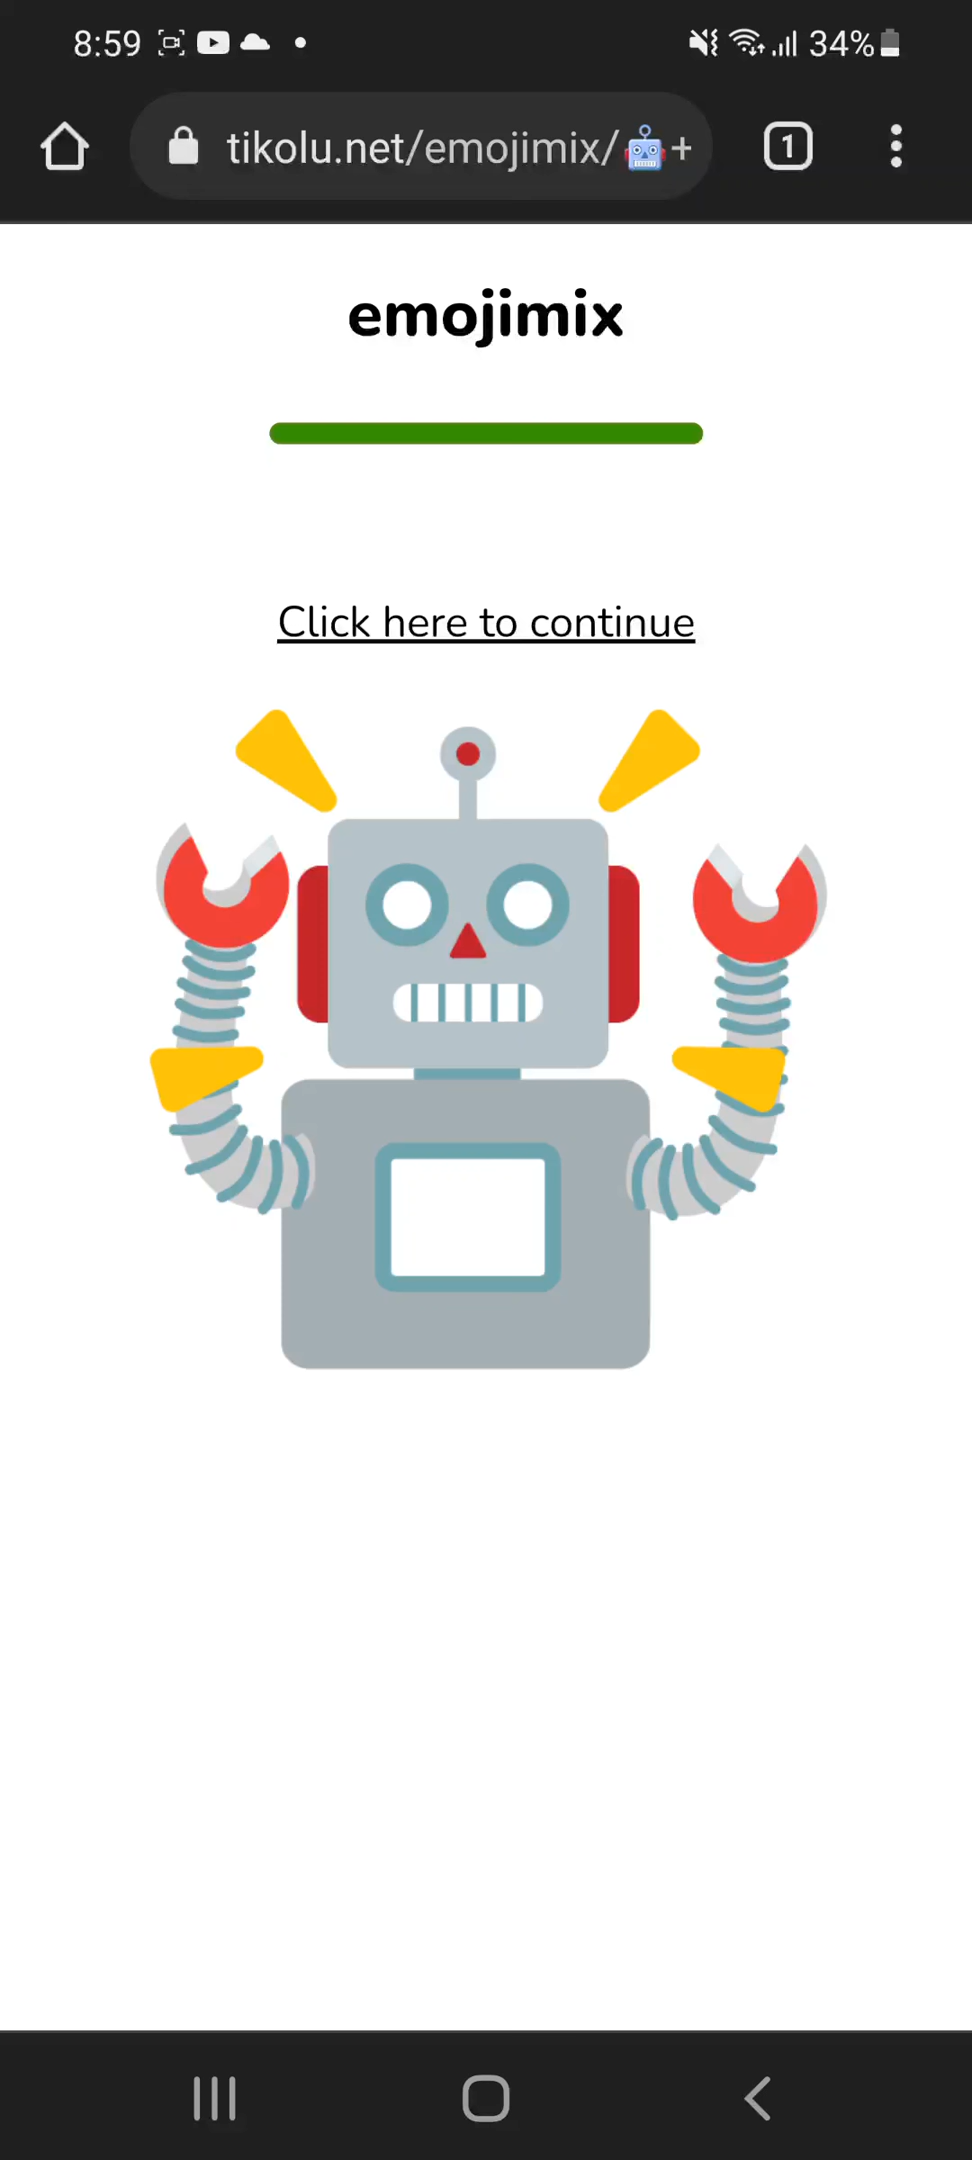 8:59
34%
tikolu.net/emojimix/🤖+
1
emojimix
Click here to continue